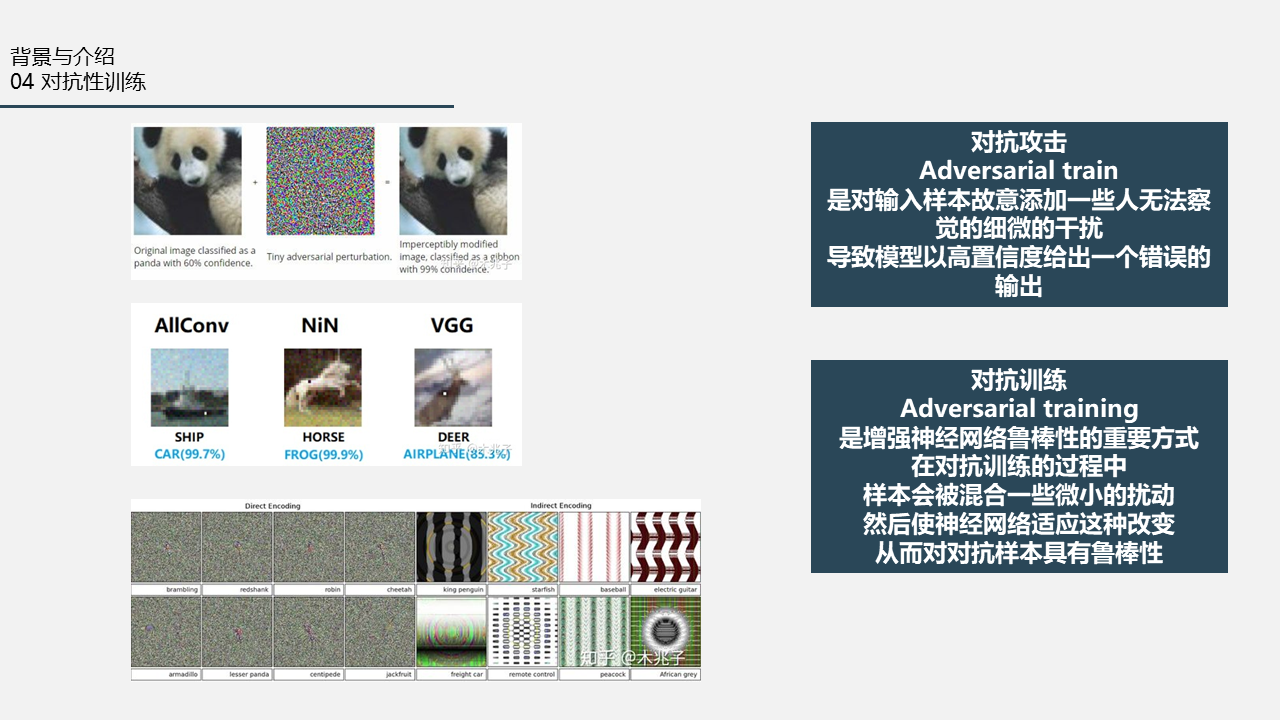 背景与介绍
04 对抗性训练
Original image classified as a
panda with 60% confidence.
+
Tiny adversarial perturbation.
=
Imperceptibly modified
image, classified as a gibbon
with 99% confidence.
AllConv NiN VGG
SHIP HORSE DEER
CAR(99.7%) FROG(99.9%) AIRPLANE(85.3%)
知乎 @木兆子
Direct Encoding Indirect Encoding
brambling redshank robin cheetah king penguin starfish baseball electric guitar
知乎 @木兆子
armadillo lesser panda centipede jackfruit freight car remote control peacock African grey
对抗攻击
Adversarial train
是对输入样本故意添加一些人无法察
觉的细微的干扰
导致模型以高置信度给出一个错误的
输出
对抗训练
Adversarial training
是增强神经网络鲁棒性的重要方式
在对抗训练的过程中
样本会被混合一些微小的扰动
然后使神经网络适应这种改变
从而对对抗样本具有鲁棒性